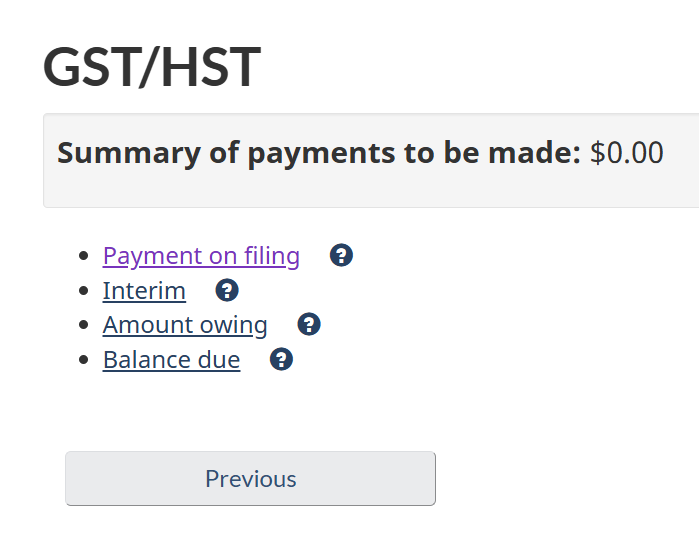 GST/HST
Summary of payments to be made: $0.00
Payment on filing ?
Interim ?
Amount owing ?
Balance due ?
Previous